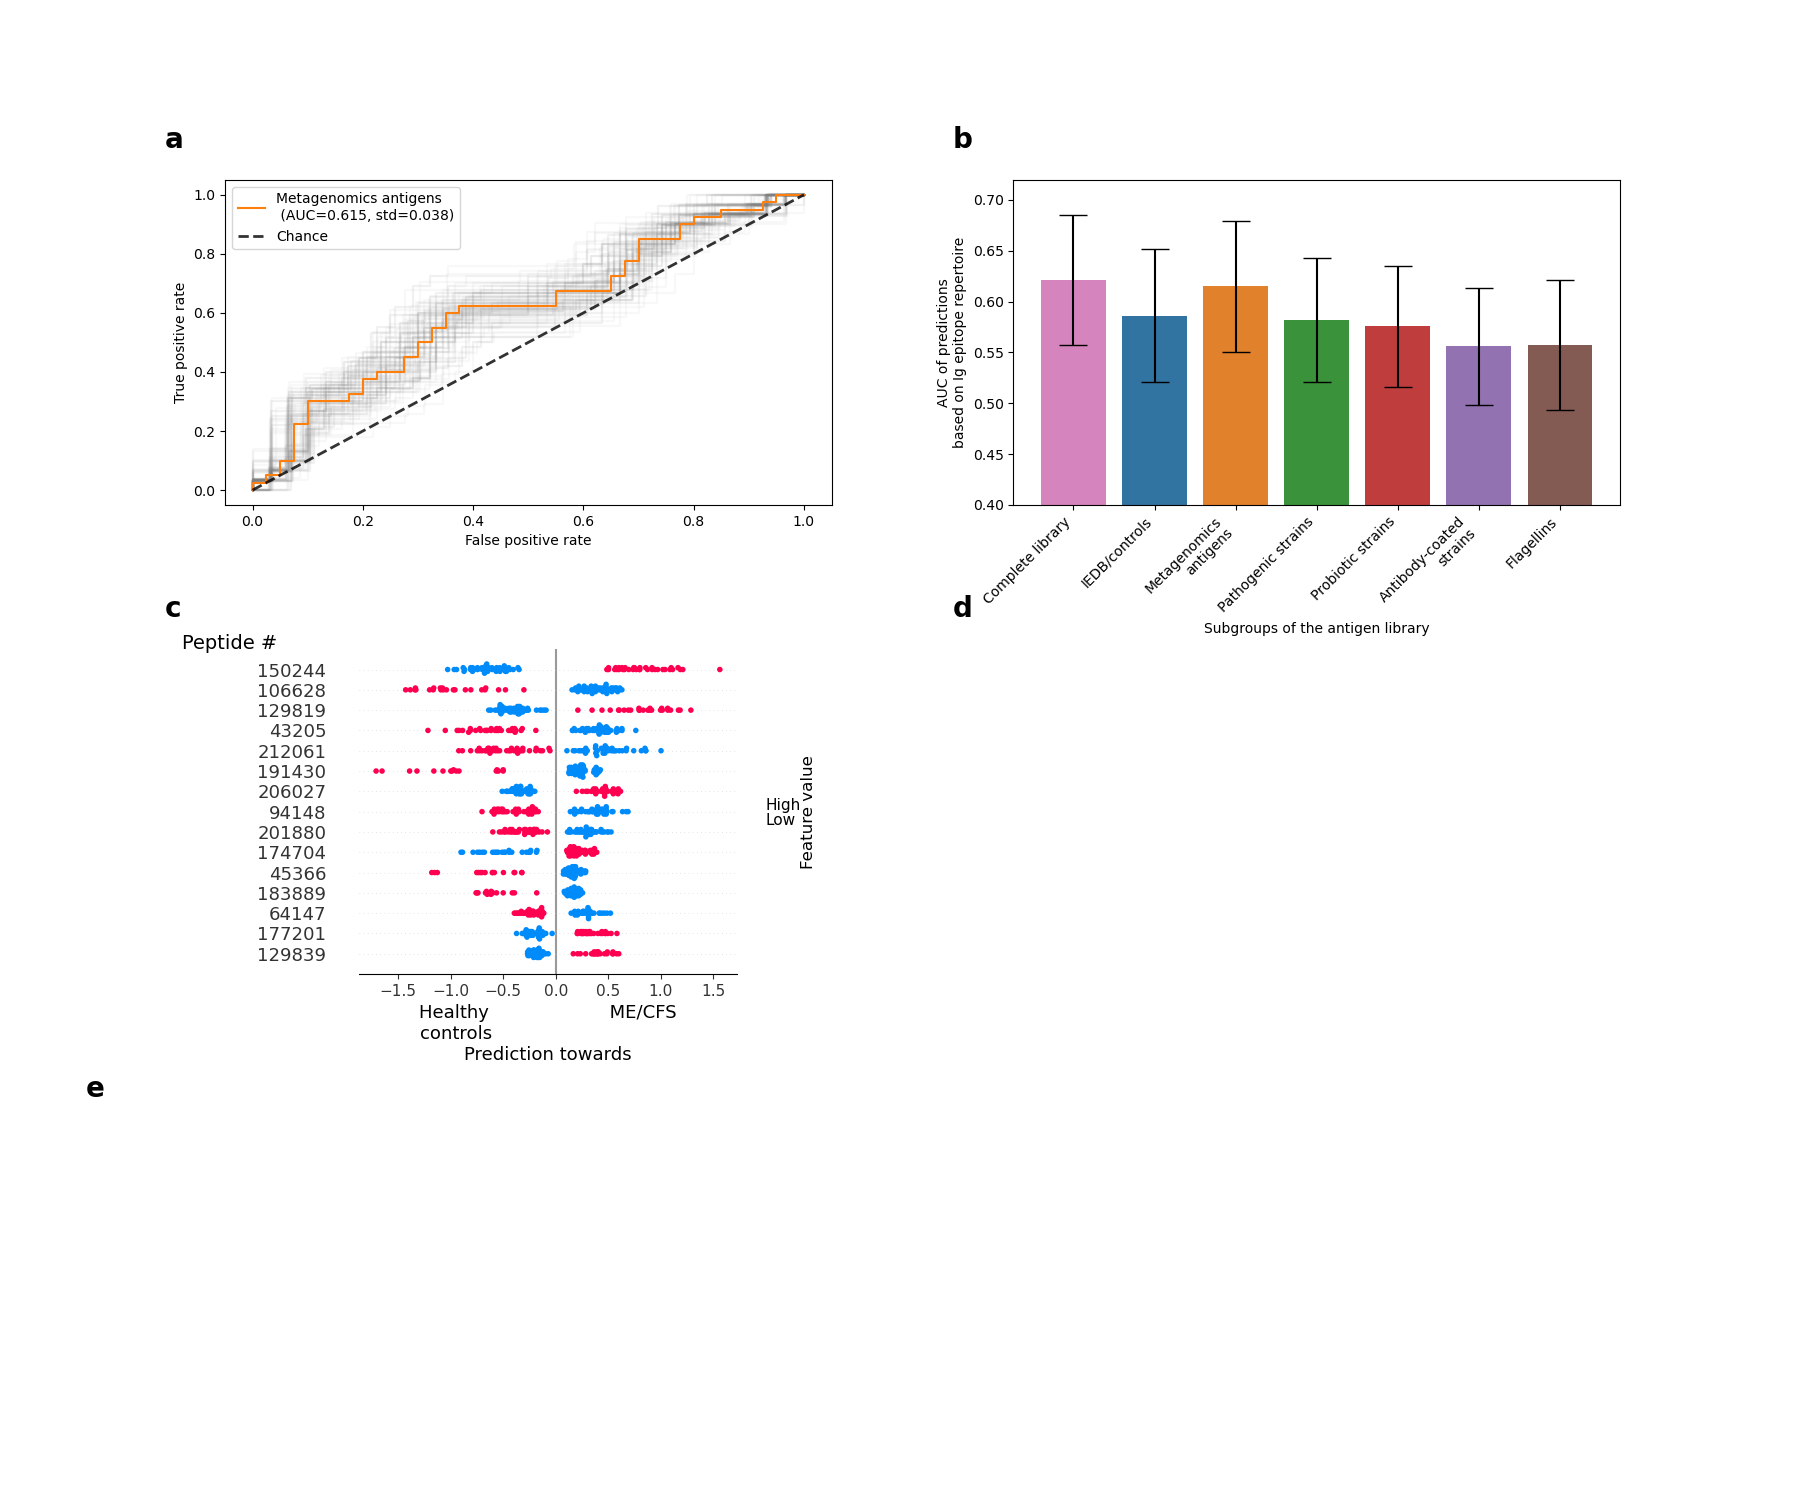 a
1.0
0.8
0.6
0.4
0.2
0.0
True positive rate
Metagenomics antigens
(AUC=0.615, std=0.038)
Chance
0.0 0.2 0.4 0.6 0.8 1.0
False positive rate
b
0.70
0.65
0.60
0.55
0.50
0.45
0.40
AUC of predictions
based on Ig epitope repertoire
Complete library
IEDB/controls
Metagenomics
antigens
Pathogenic strains
Probiotic strains
Antibody-coated
strains
Flagellins
Subgroups of the antigen library
c
Peptide #
150244
106628
129819
43205
212061
191430
206027
94148
201880
174704
45366
183889
64147
177201
129839
−1.5 −1.0 −0.5 0.0 0.5 1.0 1.5
Healthy
controls
ME/CFS
Prediction towards
High
Low
Feature value
d
e